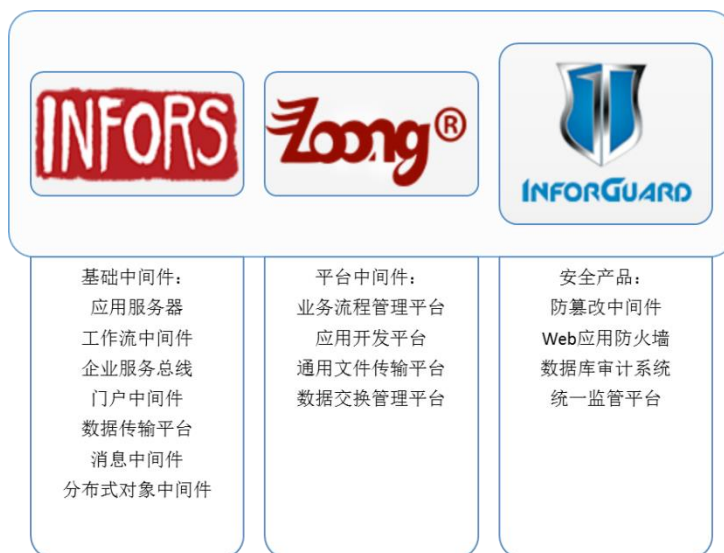 INFORS
Zoong®
INFORGUARD
基础中间件：
应用服务器
工作流中间件
企业服务总线
门户中间件
数据传输平台
消息中间件
分布式对象中间件
平台中间件：
业务流程管理平台
应用开发平台
通用文件传输平台
数据交换管理平台
安全产品：
防篡改中间件
Web应用防火墙
数据库审计系统
统一监管平台